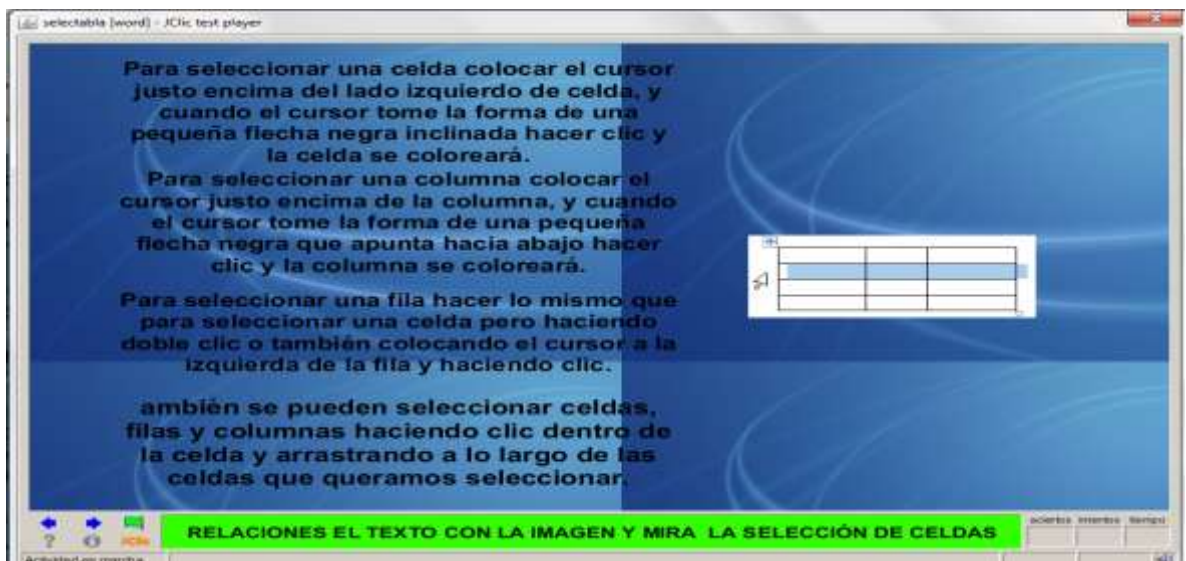 selectabla (word) - JClic test player
Para seleccionar una celda colocar el cursor
justo encima del lado izquierdo de celda, y
cuando el cursor tome la forma de una
pequeña flecha negra inclinada hacer clic y
la celda se coloreará.
Para seleccionar una columna colocar el
cursor justo encima de la columna, y cuando
el cursor tome la forma de una pequeña
flecha negra que apunta hacia abajo hacer
clic y la columna se coloreará.
Para seleccionar una fila hacer lo mismo que
para seleccionar una celda pero haciendo
doble clic o también colocando el cursor a la
izquierda de la fila y haciendo clic.
ambién se pueden seleccionar celdas,
filas y columnas haciendo clic dentro de
la celda y arrastrando a lo largo de las
celdas que queramos seleccionar.
RELACIONES EL TEXTO CON LA IMAGEN Y MIRA LA SELECCIÓN DE CELDAS
aciertos intentos tiempo
Actividad en marcha